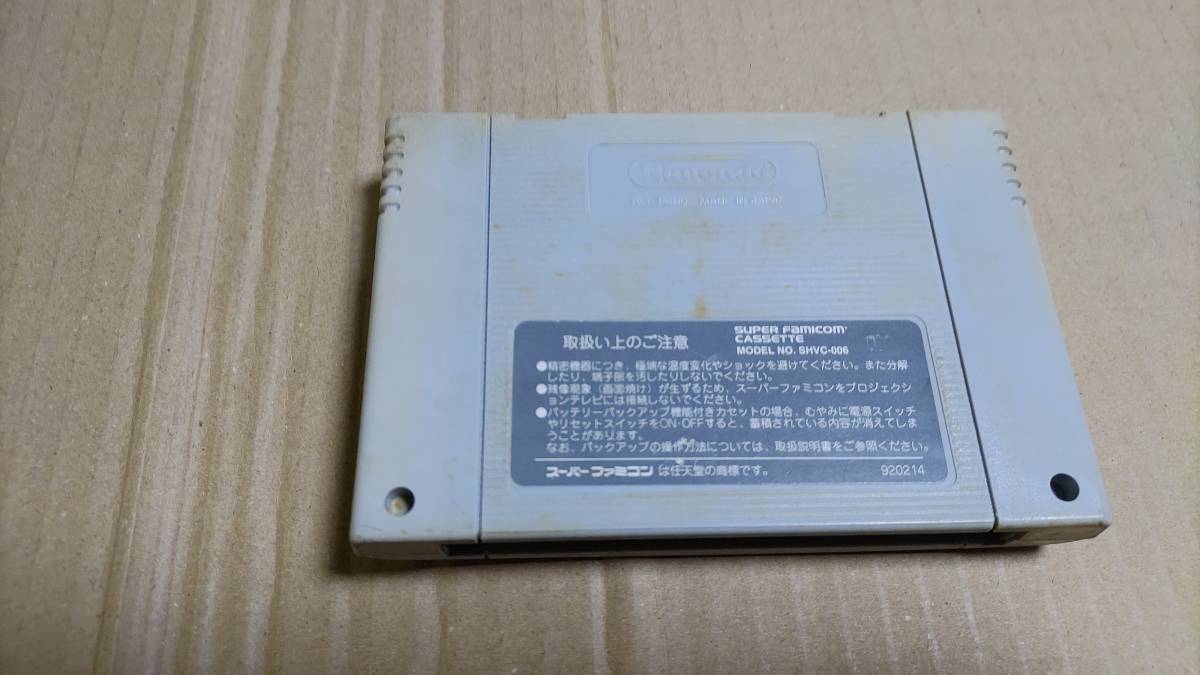 Nintendo
MADE IN JAPAN
取扱い上のご注意
SUPER FAMICOM
CASSETTE
MODEL NO. SHVC-006
●精密機器につき、極端な温度変化やショックを避けてください。また分解
したり、端子部を汚したりしないでください。
●残像現象（画面焼け）が生ずるため、スーパーファミコンをプロジェクシ
ョンテレビには接続しないでください。
●バッテリーバックアップ機能付きカセットの場合、むやみに電源スイッチ
やリセットスイッチをON・OFFすると、蓄積されている内容が消えてしま
うことがあります。
なお、バックアップの操作方法については、取扱説明書をご参照ください。
スーパーファミコンは任天堂の商標です。
920214